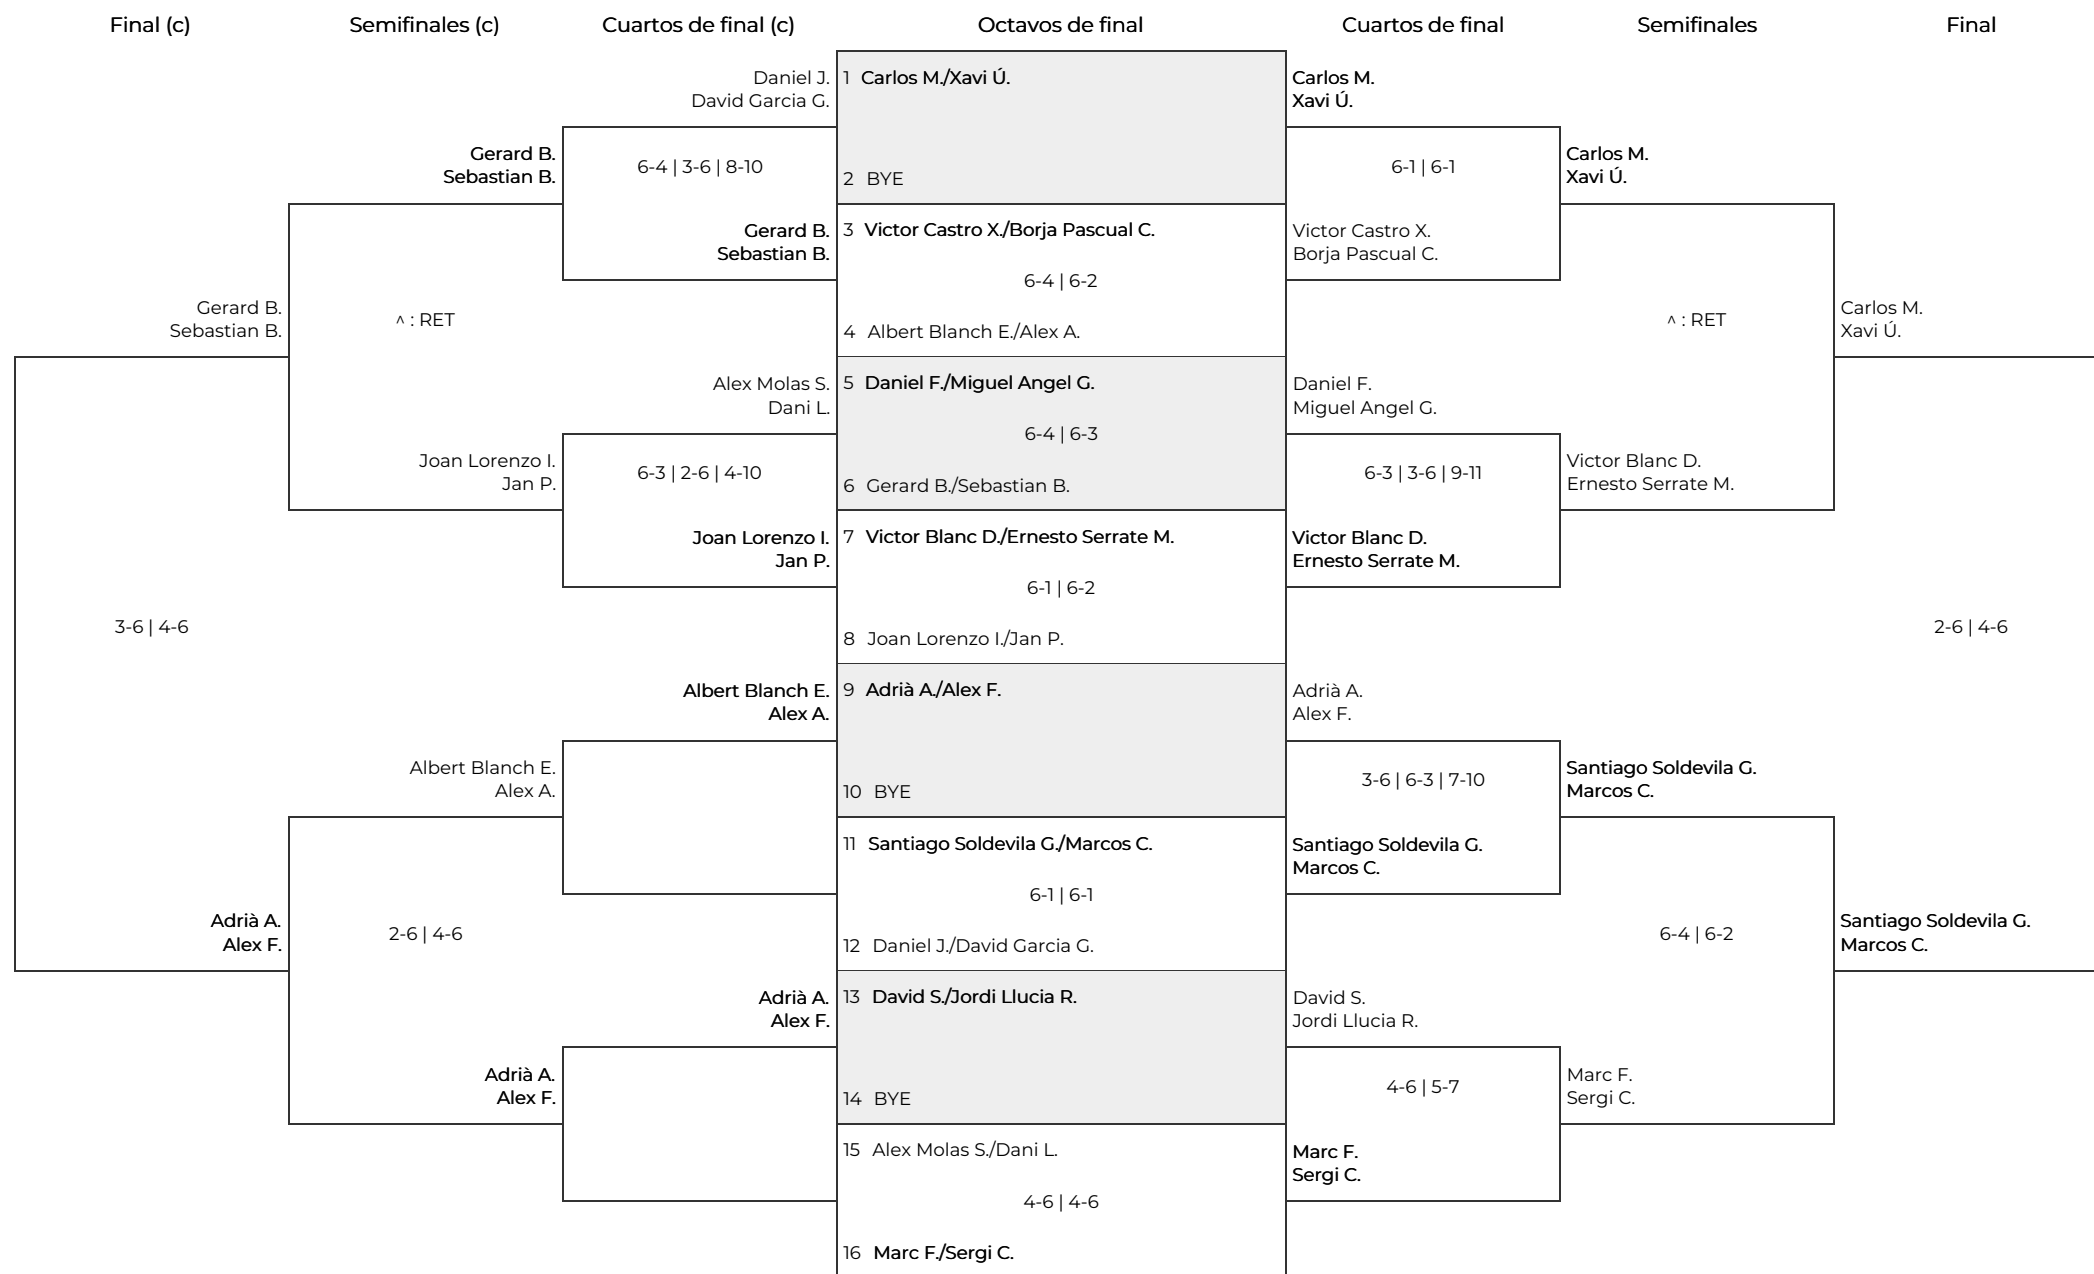 Final (c)
Semifinales (c)
Cuartos de final (c)
Octavos de final
Cuartos de final
Semifinales
Final
Gerard B.
Sebastian B.
3-6 | 4-6
Adrià A.
Alex F.
Gerard B.
Sebastian B.
^ : RET
Joan Lorenzo I.
Jan P.
Albert Blanch E.
Alex A.
2-6 | 4-6
Adrià A.
Alex F.
Daniel J.
David Garcia G.
6-4 | 3-6 | 8-10
Gerard B.
Sebastian B.
Alex Molas S.
Dani L.
6-3 | 2-6 | 4-10
Joan Lorenzo I.
Jan P.
Albert Blanch E.
Alex A.
Adrià A.
Alex F.
1 Carlos M./Xavi Ú.
2 BYE
3 Victor Castro X./Borja Pascual C.
6-4 | 6-2
4 Albert Blanch E./Alex A.
5 Daniel F./Miguel Angel G.
6-4 | 6-3
6 Gerard B./Sebastian B.
7 Victor Blanc D./Ernesto Serrate M.
6-1 | 6-2
8 Joan Lorenzo I./Jan P.
9 Adrià A./Alex F.
10 BYE
11 Santiago Soldevila G./Marcos C.
6-1 | 6-1
12 Daniel J./David Garcia G.
13 David S./Jordi Llucia R.
14 BYE
15 Alex Molas S./Dani L.
4-6 | 4-6
16 Marc F./Sergi C.
Carlos M.
Xavi Ú.
6-1 | 6-1
Victor Castro X.
Borja Pascual C.
Daniel F.
Miguel Angel G.
6-3 | 3-6 | 9-11
Victor Blanc D.
Ernesto Serrate M.
Adrià A.
Alex F.
3-6 | 6-3 | 7-10
Santiago Soldevila G.
Marcos C.
David S.
Jordi Llucia R.
4-6 | 5-7
Marc F.
Sergi C.
Carlos M.
Xavi Ú.
^ : RET
Victor Blanc D.
Ernesto Serrate M.
Santiago Soldevila G.
Marcos C.
6-4 | 6-2
Marc F.
Sergi C.
Carlos M.
Xavi Ú.
2-6 | 4-6
Santiago Soldevila G.
Marcos C.